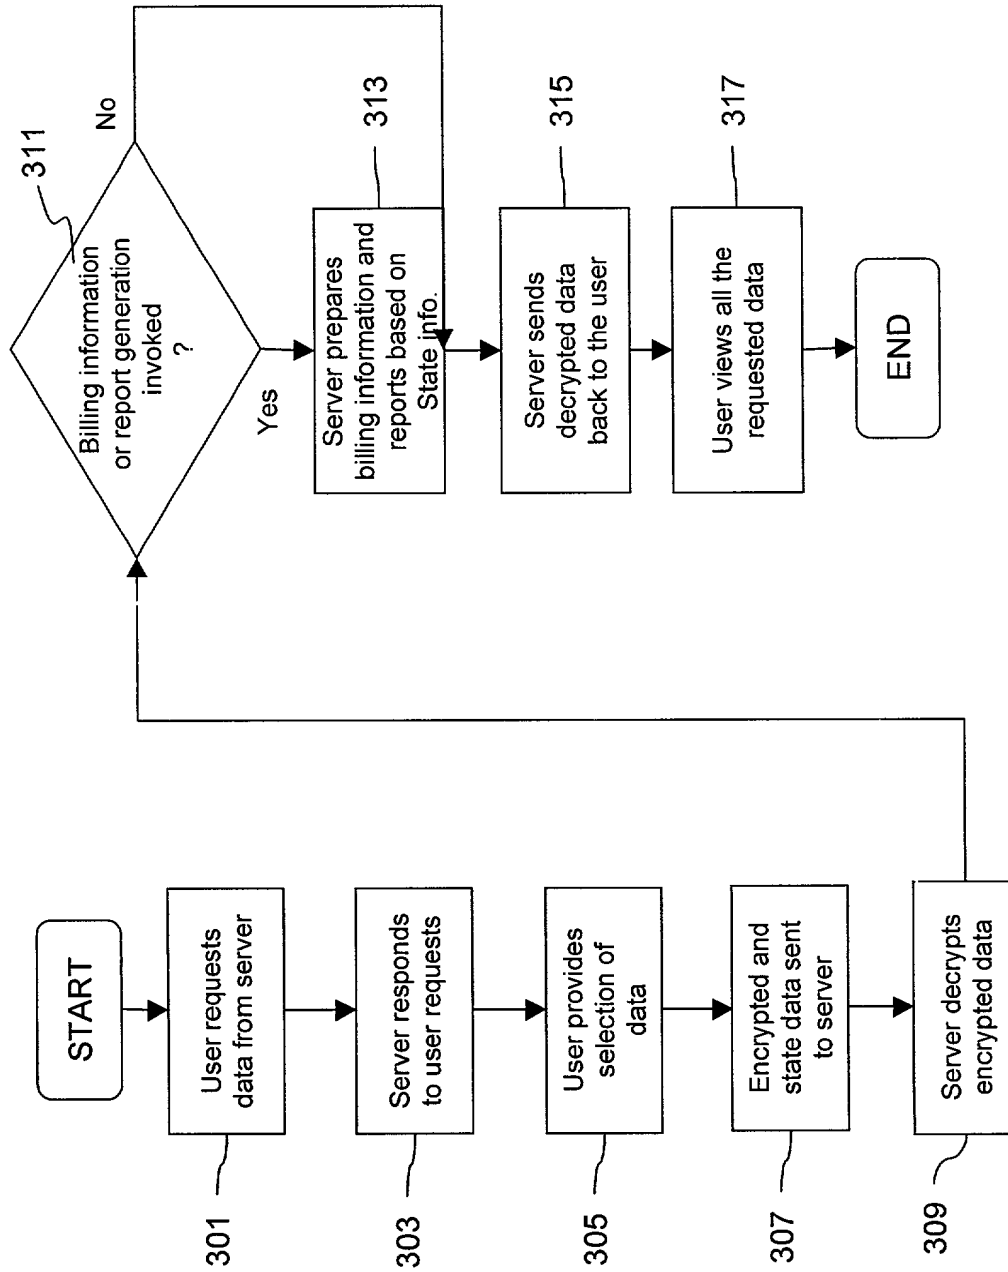 START
301
User requests
data from server
303
Server responds
to user requests
305
User provides
selection of
data
307
Encrypted and
state data sent
to server
309
Server decrypts
encrypted data
311
Billing information
or report generation
invoked
?
No
Yes
313
Server prepares
billing information and
reports based on
State info.
315
Server sends
decrypted data
back to the user
317
User views all the
requested data
END